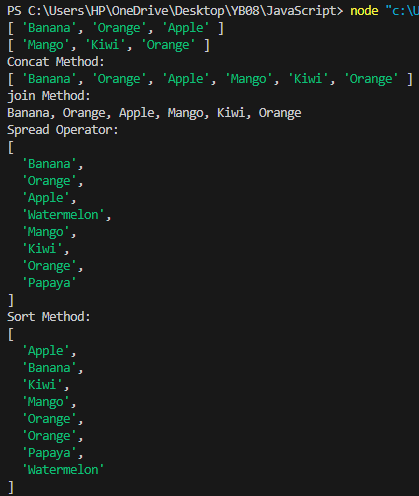 PS C:\Users\HP\OneDrive\Desktop\YB08\JavaScript> node "c:\U
[ 'Banana', 'Orange', 'Apple' ]
[ 'Mango', 'Kiwi', 'Orange' ]
Concat Method:
[ 'Banana', 'Orange', 'Apple', 'Mango', 'Kiwi', 'Orange' ]
join Method:
Banana, Orange, Apple, Mango, Kiwi, Orange
Spread Operator:
[
  'Banana',
  'Orange',
  'Apple',
  'Watermelon',
  'Mango',
  'Kiwi',
  'Orange',
  'Papaya'
]
Sort Method:
[
  'Apple',
  'Banana',
  'Kiwi',
  'Mango',
  'Orange',
  'Orange',
  'Papaya',
  'Watermelon'
]